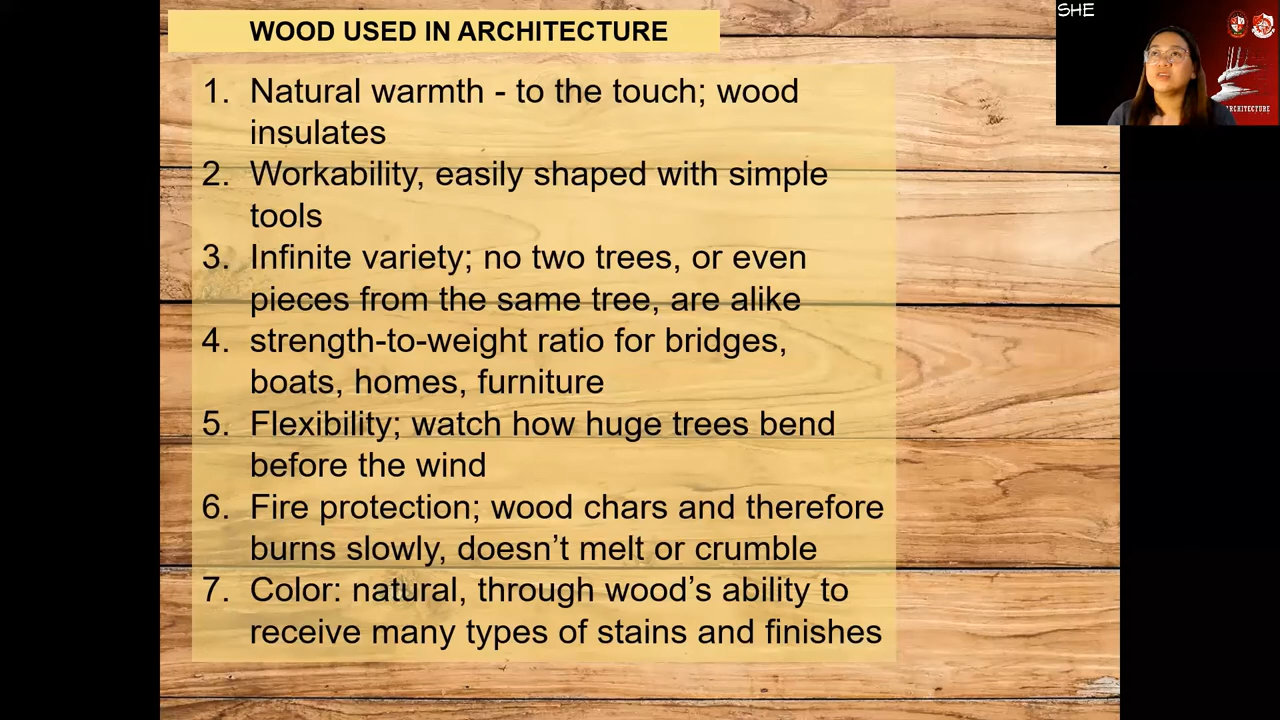 WOOD USED IN ARCHITECTURE
1. Natural warmth - to the touch; wood
insulates
2. Workability, easily shaped with simple
tools
3. Infinite variety; no two trees, or even
pieces from the same tree, are alike
4. strength-to-weight ratio for bridges,
boats, homes, furniture
5. Flexibility; watch how huge trees bend
before the wind
6. Fire protection; wood chars and therefore
burns slowly, doesn’t melt or crumble
7. Color: natural, through wood’s ability to
receive many types of stains and finishes
SHE
ARCHITECTURE